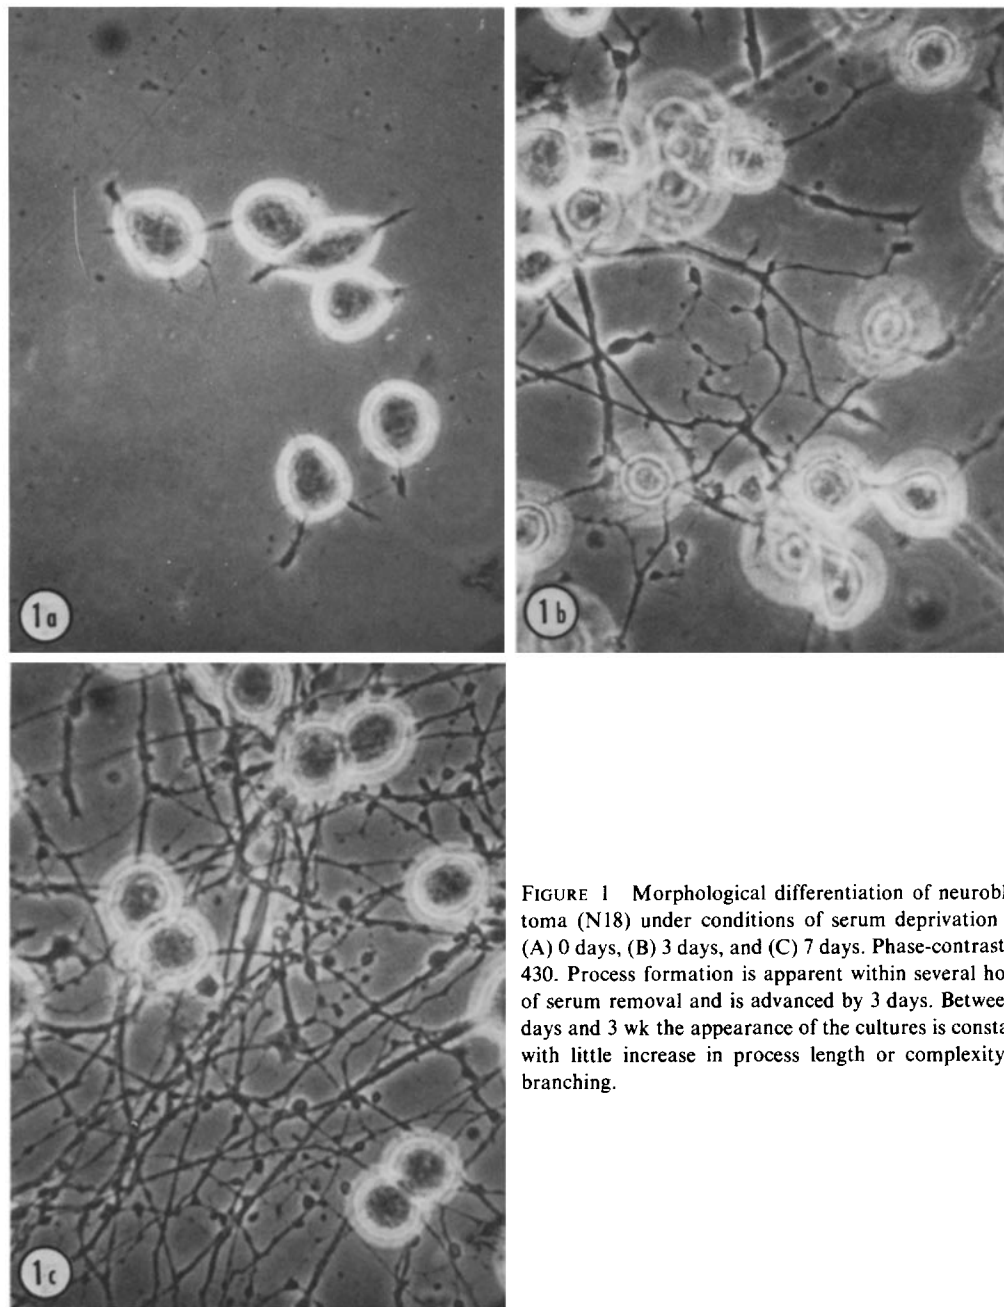 1a
1b
1c
FIGURE 1 Morphological differentiation of neurobl
toma (N18) under conditions of serum deprivation
(A) 0 days, (B) 3 days, and (C) 7 days. Phase-contrast
430. Process formation is apparent within several ho
of serum removal and is advanced by 3 days. Betwee
days and 3 wk the appearance of the cultures is consta
with little increase in process length or complexity
branching.